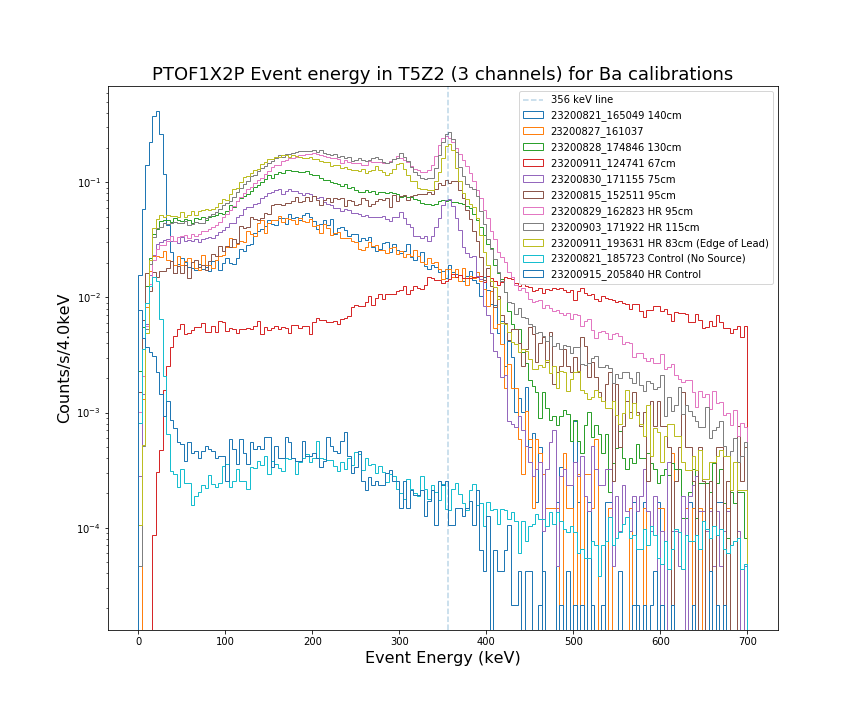 PTOF1X2P Event energy in T5Z2 (3 channels) for Ba calibrations
356 keV line
23200821_165049 140cm
23200827_161037
23200828_174846 130cm
23200911_124741 67cm
23200830_171155 75cm
23200815_152511 95cm
23200829_162823 HR 95cm
23200903_171922 HR 115cm
23200911_193631 HR 83cm (Edge of Lead)
23200821_185723 Control (No Source)
23200915_205840 HR Control
Counts/s/4.0keV
10⁻¹
10⁻²
10⁻³
10⁻⁴
0 100 200 300 400 500 600 700
Event Energy (keV)